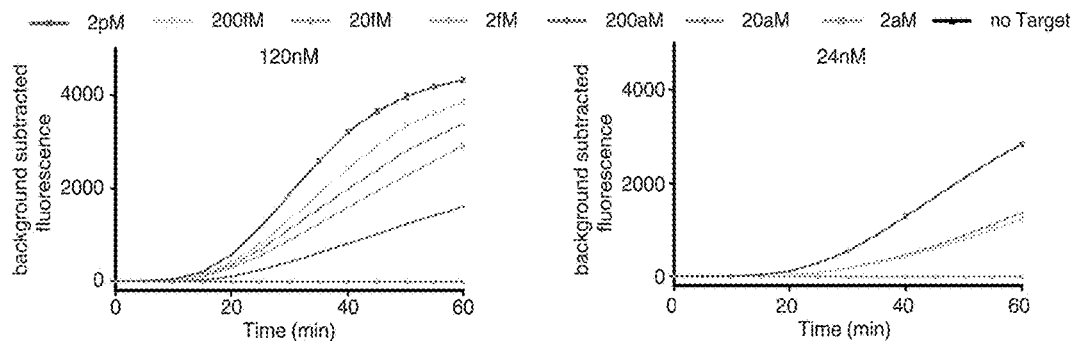 2pM 200fM 20fM 2fM 200aM 20aM 2aM no Target
120nM
background subtracted
fluorescence
4000
2000
0
0 20 40 60
Time (min)
24nM
background subtracted
fluorescence
4000
2000
0
0 20 40 60
Time (min)